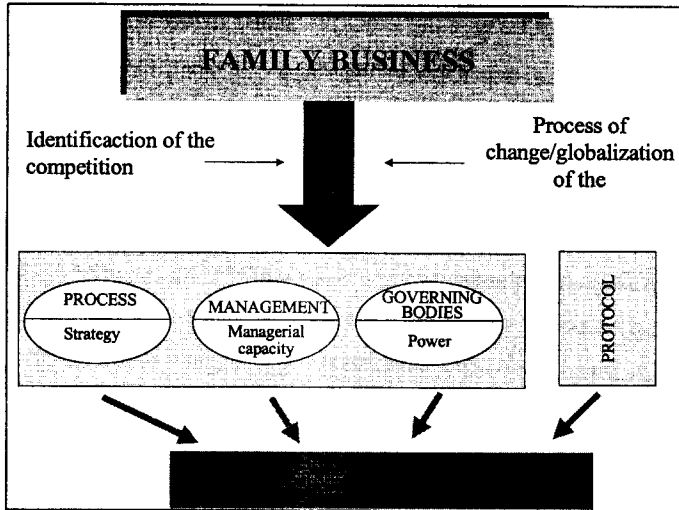 FAMILY BUSINESS
Identificaction of the
competition
Process of
change/globalization
of the
PROCESS
Strategy
MANAGEMENT
Managerial
capacity
GOVERNING
BODIES
Power
PROTOCOL